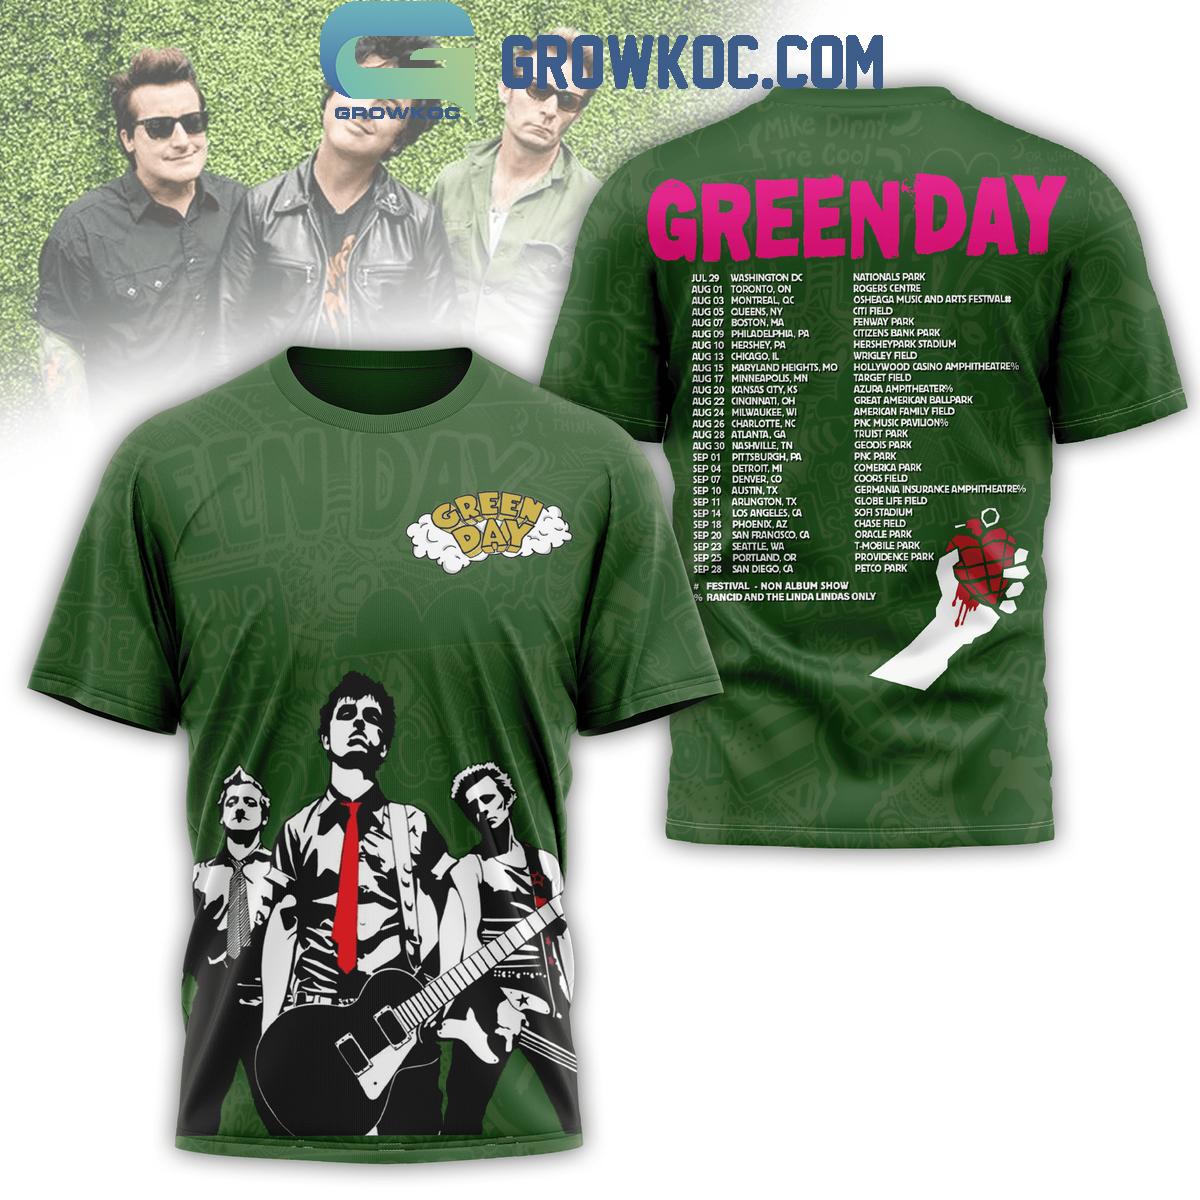 GROWKOC.COM
GROWKOC
Mike Dirnt
Trè Cool
GREEN DAY
JUL 29 WASHINGTON DC NATIONALS PARK
AUG 01 TORONTO, ON ROGERS CENTRE
AUG 03 MONTREAL, QC OSHEAGA MUSIC AND ARTS FESTIVAL#
AUG 05 QUEENS, NY CITI FIELD
AUG 07 BOSTON, MA FENWAY PARK
AUG 09 PHILADELPHIA, PA CITIZENS BANK PARK
AUG 10 HERSHEY, PA HERSHEYPARK STADIUM
AUG 13 CHICAGO, IL WRIGLEY FIELD
AUG 15 MARYLAND HEIGHTS, MO HOLLYWOOD CASINO AMPHITHEATRE%
AUG 17 MINNEAPOLIS, MN TARGET FIELD
AUG 20 KANSAS CITY, KS AZURA AMPITHEATER%
AUG 22 CINCINNATI, OH GREAT AMERICAN BALLPARK
AUG 24 MILWAUKEE, WI AMERICAN FAMILY FIELD
AUG 26 CHARLOTTE, NC PNC MUSIC PAVILION%
AUG 28 ATLANTA, GA TRUIST PARK
AUG 30 NASHVILLE, TN GEODIS PARK
SEP 01 PITTSBURGH, PA PNC PARK
SEP 04 DETROIT, MI COMERICA PARK
SEP 07 DENVER, CO COORS FIELD
SEP 10 AUSTIN, TX GERMANIA INSURANCE AMPHITHEATRE%
SEP 11 ARLINGTON, TX GLOBE LIFE FIELD
SEP 14 LOS ANGELES, CA SOFI STADIUM
SEP 18 PHOENIX, AZ CHASE FIELD
SEP 20 SAN FRANCISCO, CA ORACLE PARK
SEP 23 SEATTLE, WA T-MOBILE PARK
SEP 25 PORTLAND, OR PROVIDENCE PARK
SEP 28 SAN DIEGO, CA PETCO PARK
# FESTIVAL - NON ALBUM SHOW
% RANCID AND THE LINDA LINDAS ONLY
GREEN
DAY